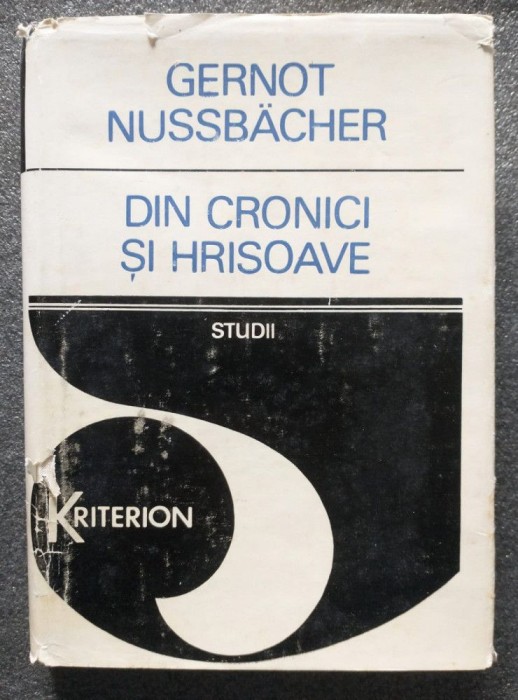 GERNOT
NUSSBÄCHER
DIN CRONICI
ȘI HRISOAVE
STUDII
KRITERION